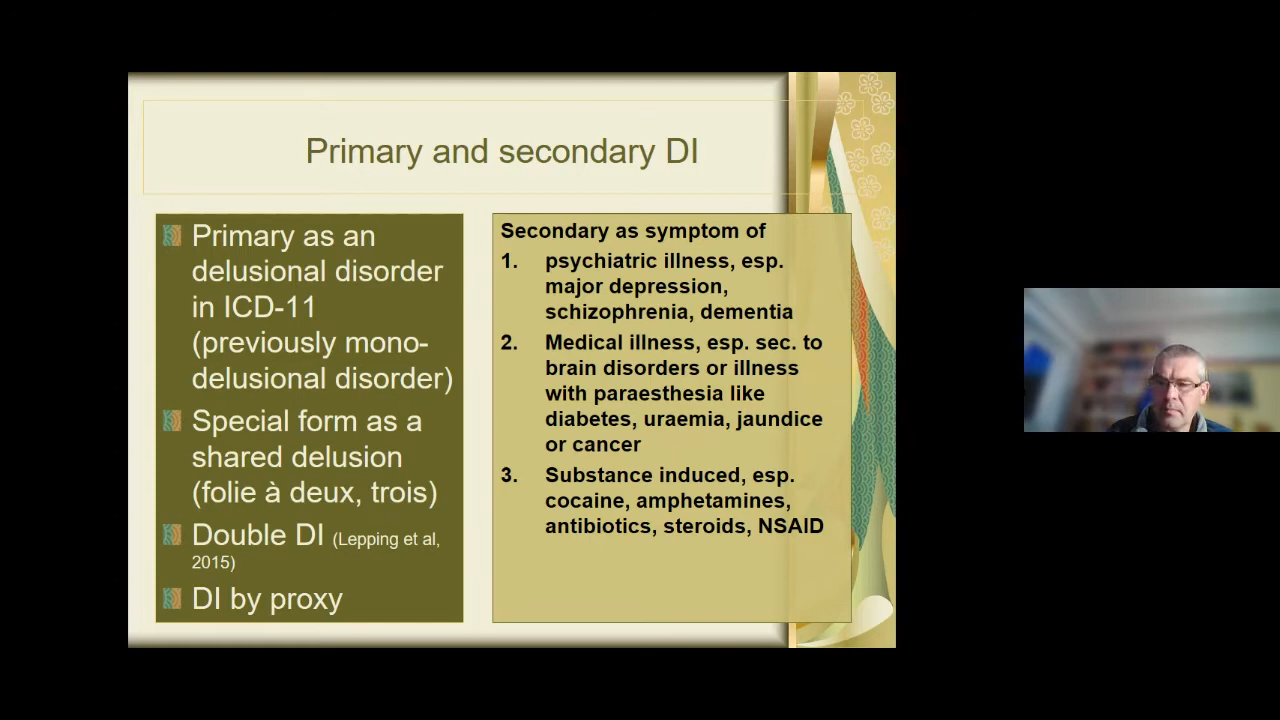 Primary and secondary DI
Primary as an
delusional disorder
in ICD-11
(previously mono-
delusional disorder)
Special form as a
shared delusion
(folie à deux, trois)
Double DI (Lepping et al,
2015)
DI by proxy
Secondary as symptom of
1. psychiatric illness, esp.
major depression,
schizophrenia, dementia
2. Medical illness, esp. sec. to
brain disorders or illness
with paraesthesia like
diabetes, uraemia, jaundice
or cancer
3. Substance induced, esp.
cocaine, amphetamines,
antibiotics, steroids, NSAID